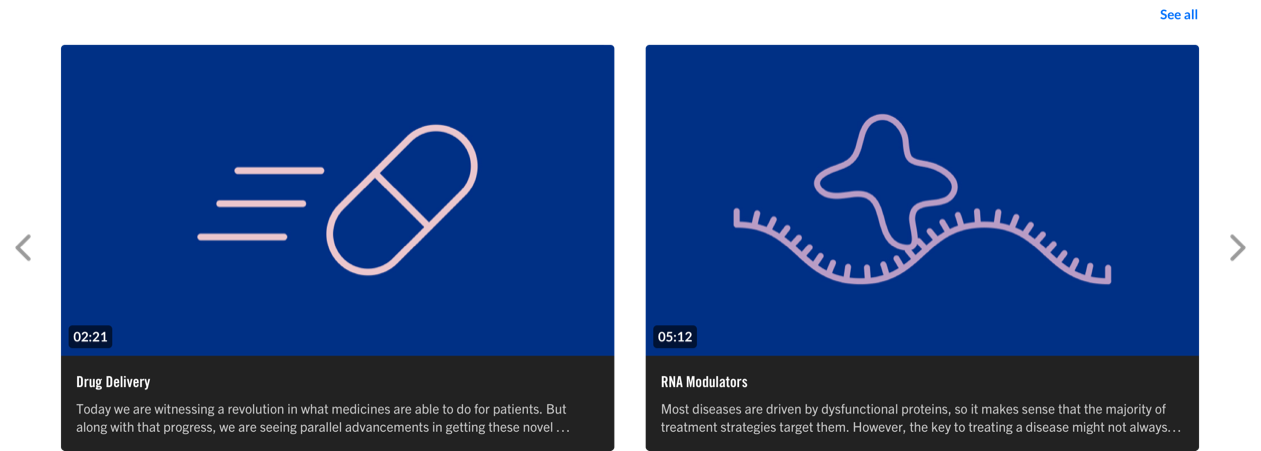 See all
02:21
Drug Delivery
Today we are witnessing a revolution in what medicines are able to do for patients. But
along with that progress, we are seeing parallel advancements in getting these novel ...
05:12
RNA Modulators
Most diseases are driven by dysfunctional proteins, so it makes sense that the majority of
treatment strategies target them. However, the key to treating a disease might not always...